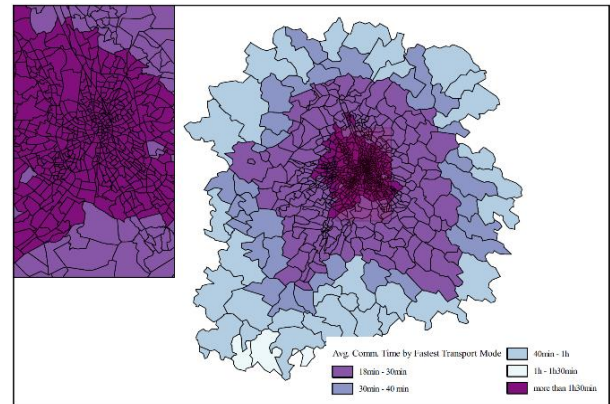 Avg. Comm. Time by Fastest Transport Mode
18min - 30min
30min - 40 min
40min - 1h
1h - 1h30min
more than 1h30min